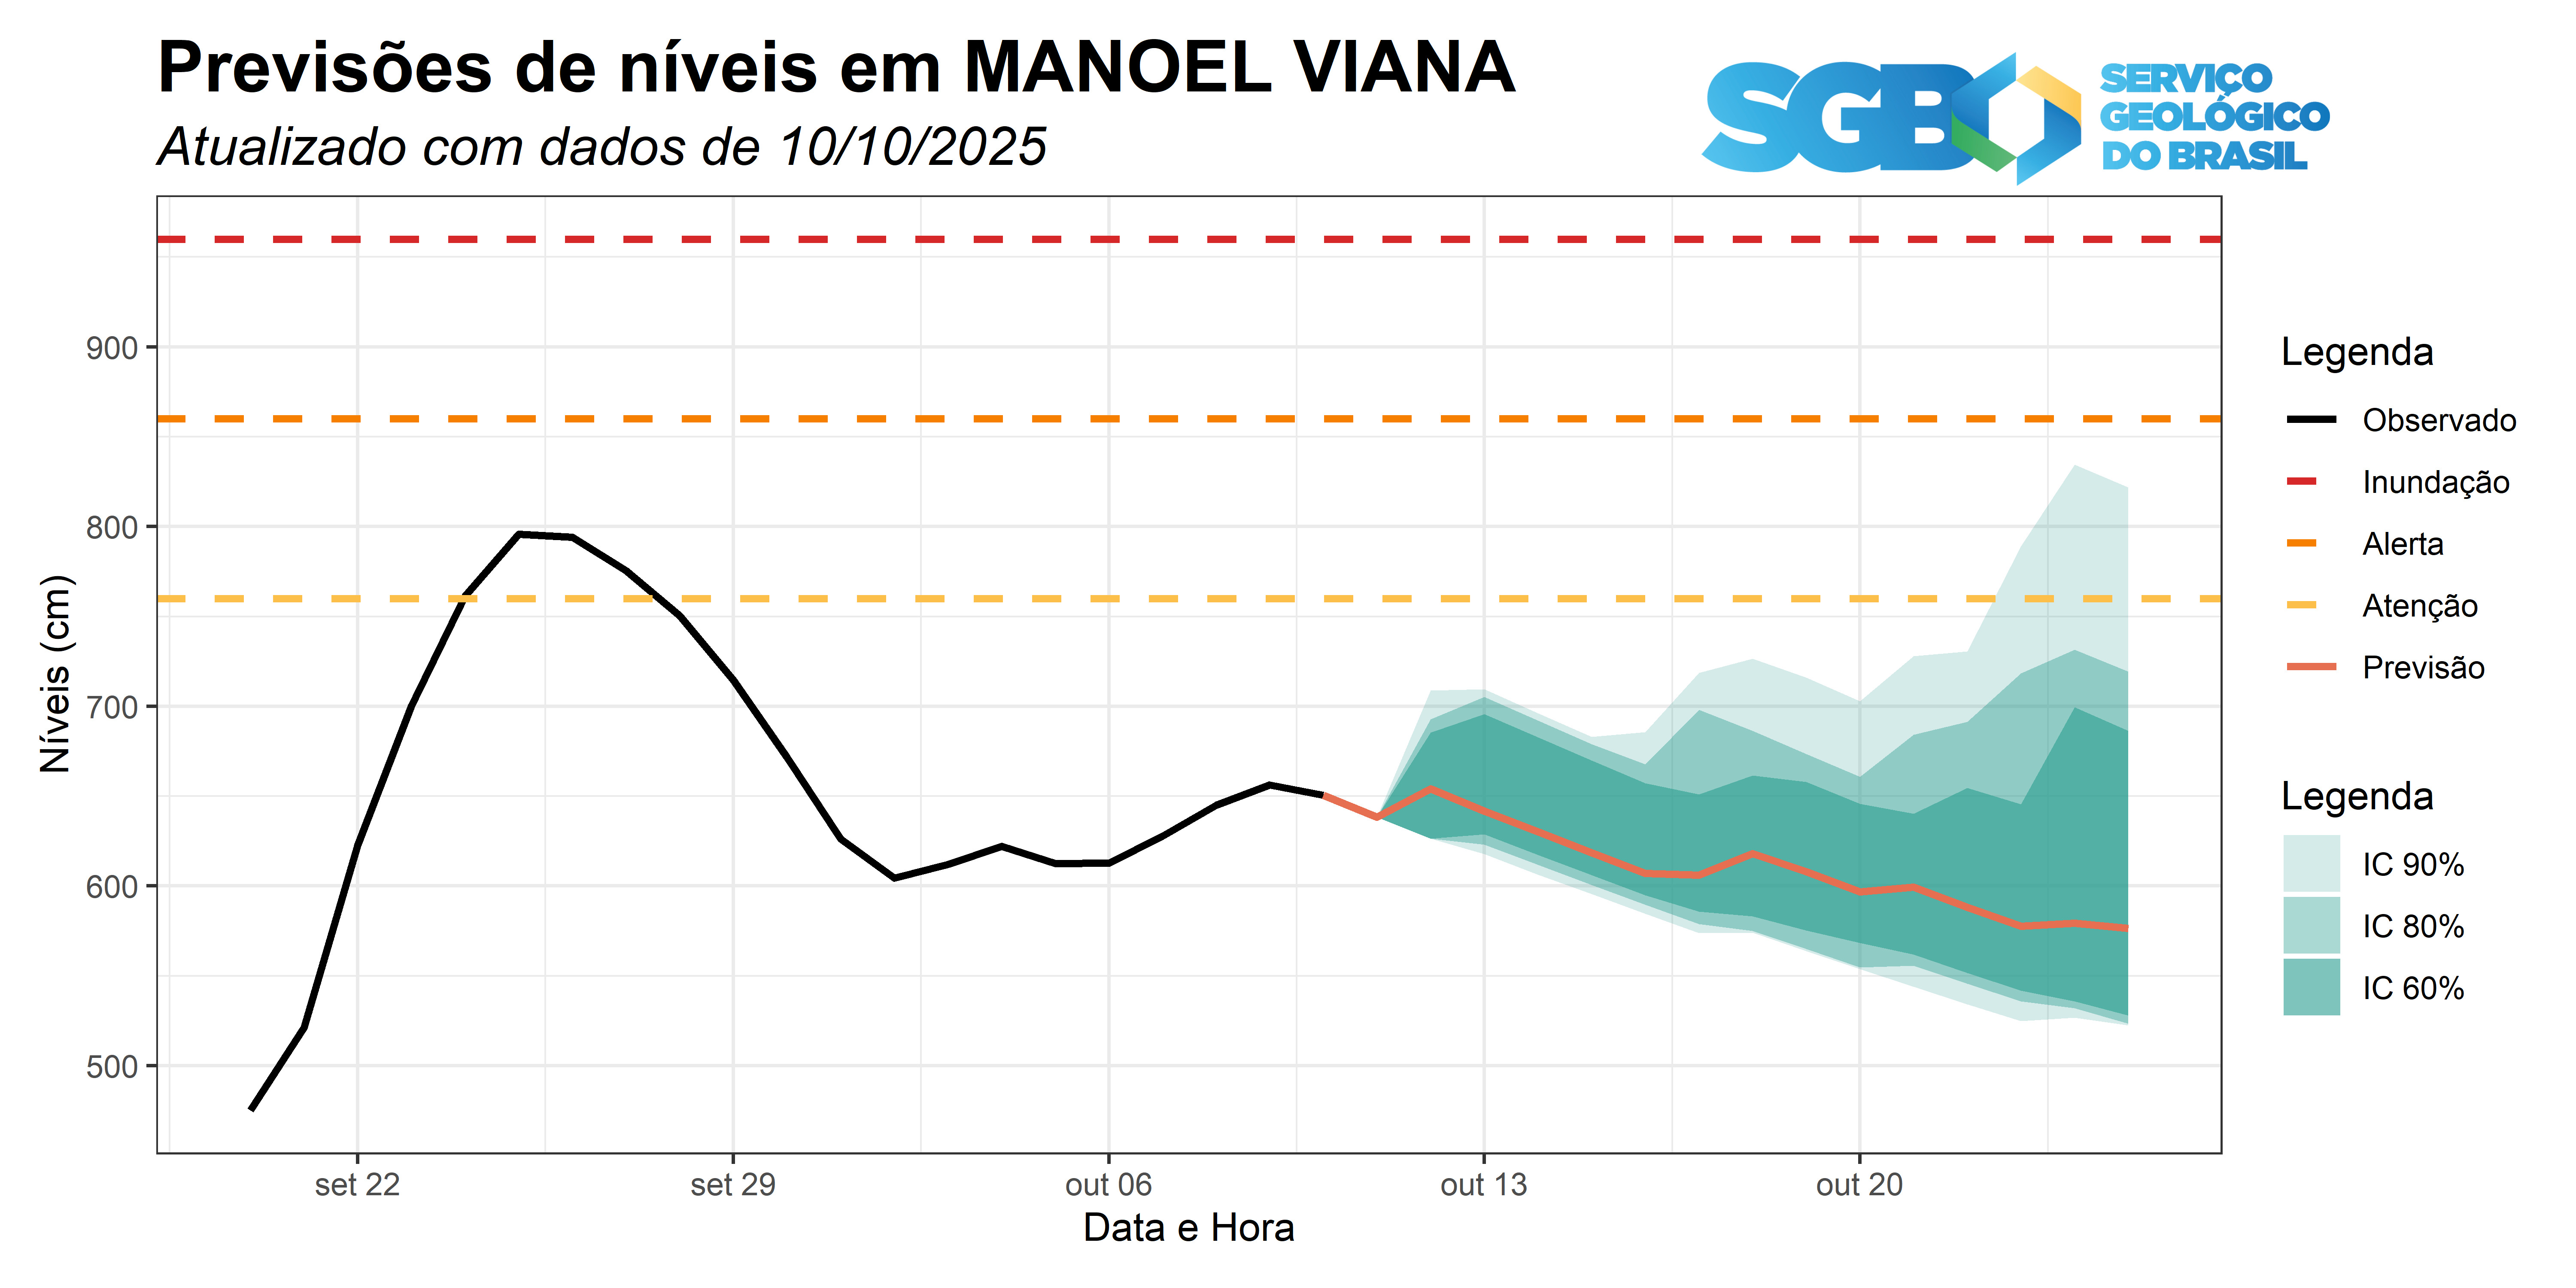 Previsões de níveis em MANOEL VIANA
Atualizado com dados de 10/10/2025
SGB
SERVIÇO
GEOLÓGICO
DO BRASIL
Níveis (cm)
900
800
700
600
500
set 22
set 29
out 06
out 13
out 20
Data e Hora
Legenda
Observado
Inundação
Alerta
Atenção
Previsão
Legenda
IC 90%
IC 80%
IC 60%